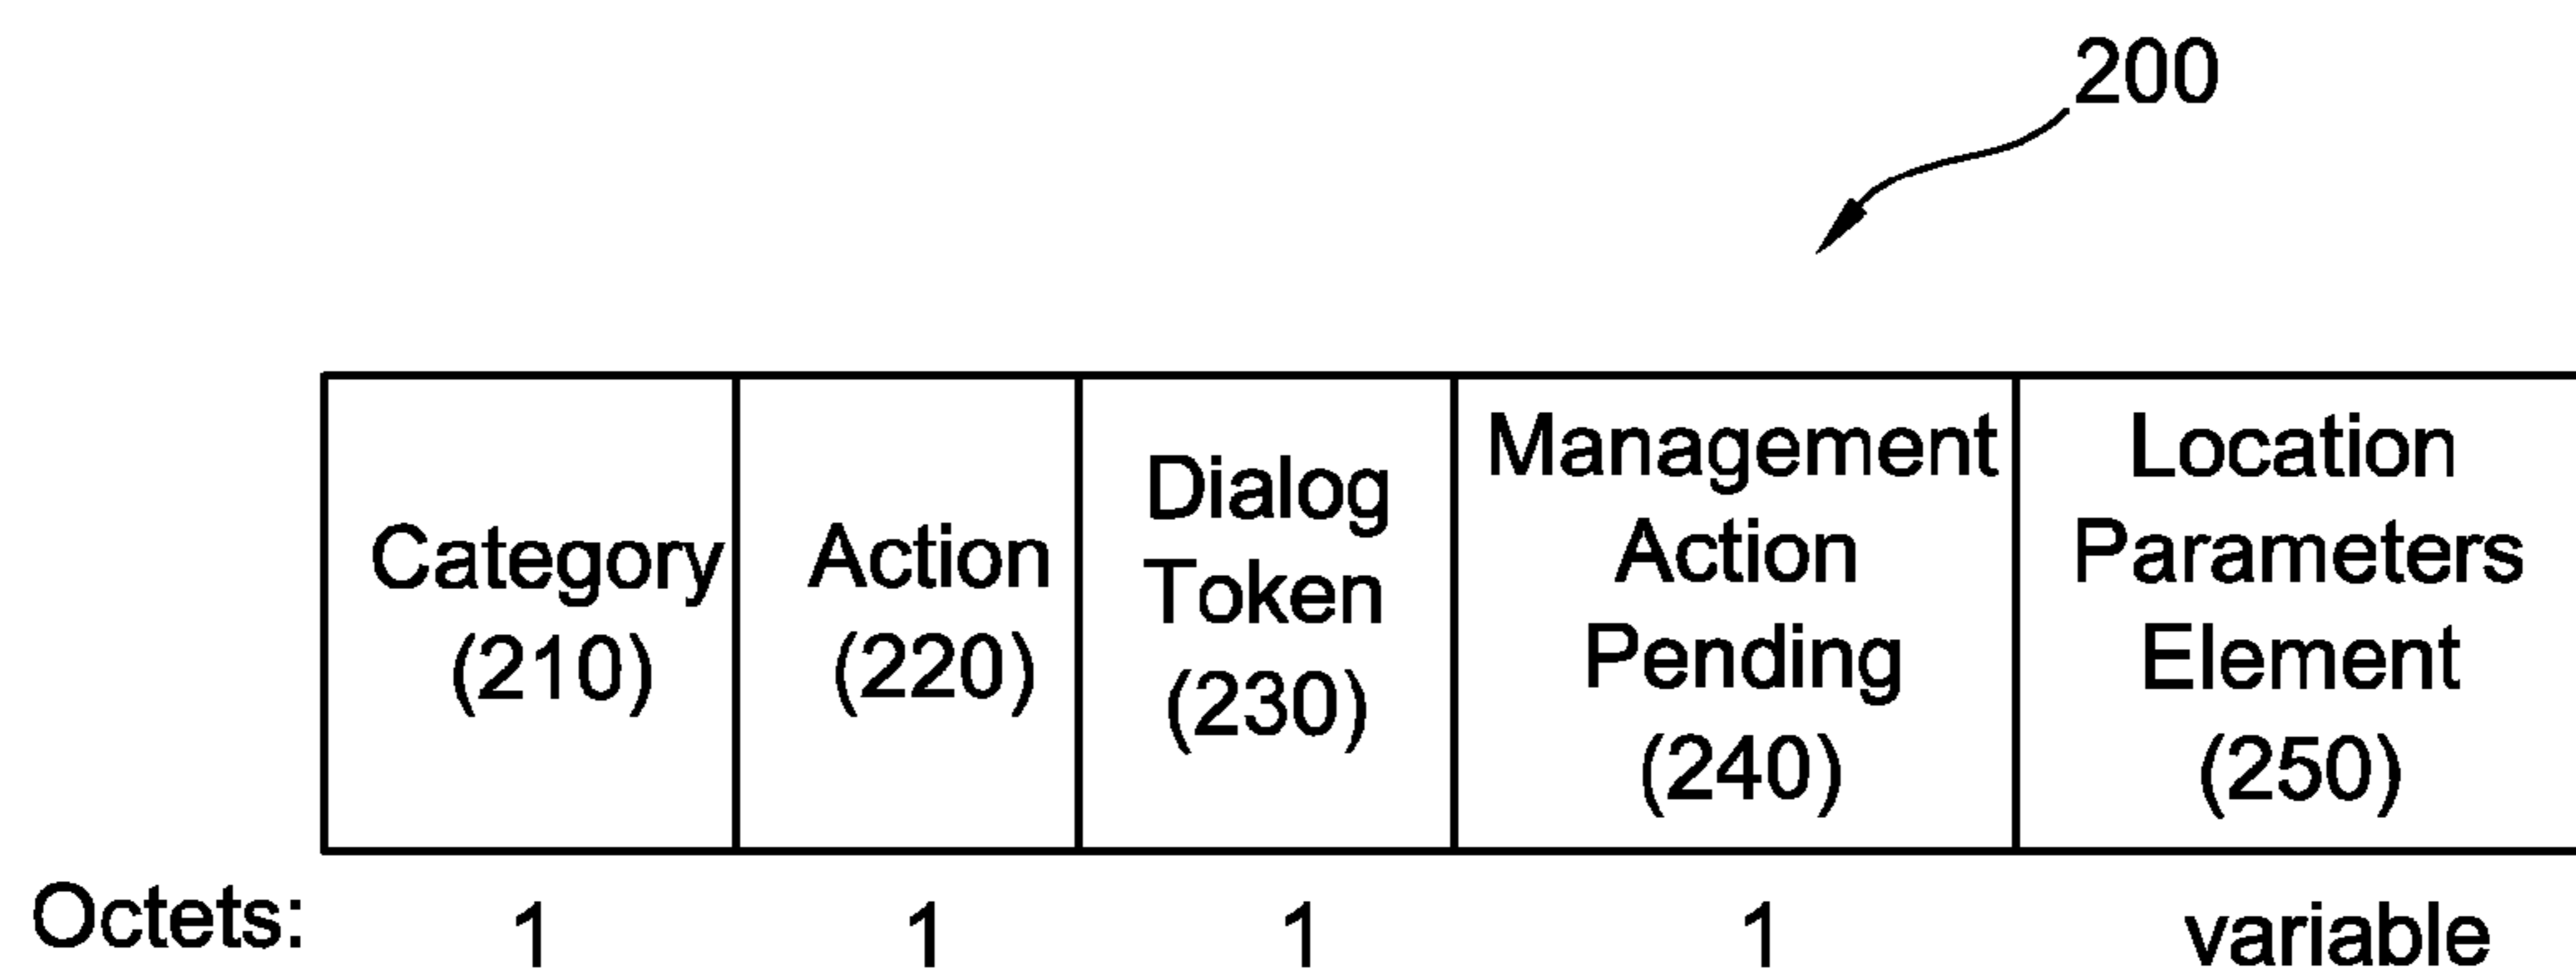 200
Category
(210)
Action
(220)
Dialog
Token
(230)
Management
Action
Pending
(240)
Location
Parameters
Element
(250)
Octets: 1 1 1 1 variable